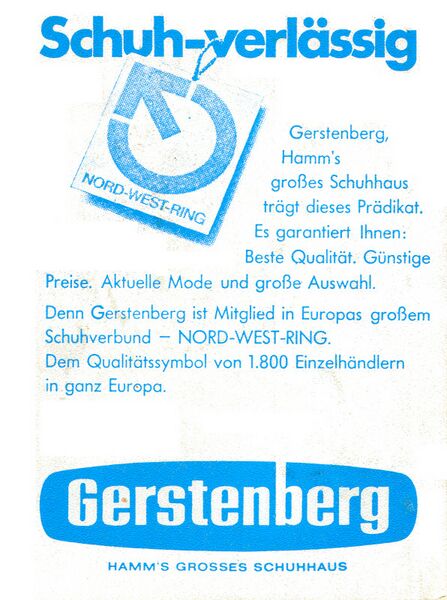 Schuh-verlässig
NORD-WEST-RING
Gerstenberg,
Hamm's
großes Schuhhaus
trägt dieses Prädikat.
Es garantiert Ihnen:
Beste Qualität. Günstige
Preise. Aktuelle Mode und große Auswahl.
Denn Gerstenberg ist Mitglied in Europas großem
Schuhverbund – NORD-WEST-RING.
Dem Qualitätssymbol von 1.800 Einzelhändlern
in ganz Europa.
Gerstenberg
HAMM'S GROSSES SCHUHHAUS